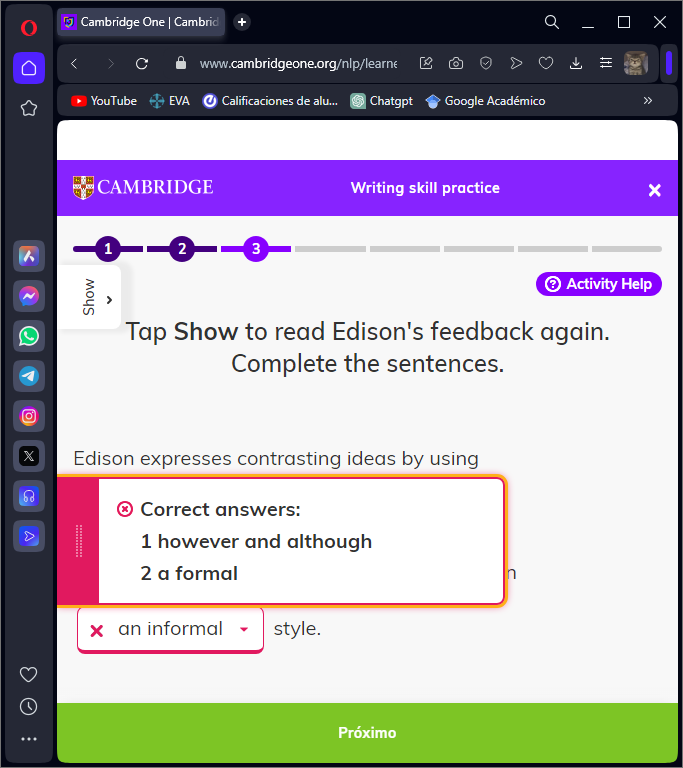 Cambridge One | Cambrid
www.cambridgeone.org/nlp/learne
YouTube
EVA
Calificaciones de alu...
Chatgpt
Google Académico
CAMBRIDGE
Writing skill practice
1
2
3
Show
Activity Help
Tap Show to read Edison's feedback again.
Complete the sentences.
Edison expresses contrasting ideas by using
Correct answers:
1 however and although
2 a formal
n
an informal
style.
Próximo